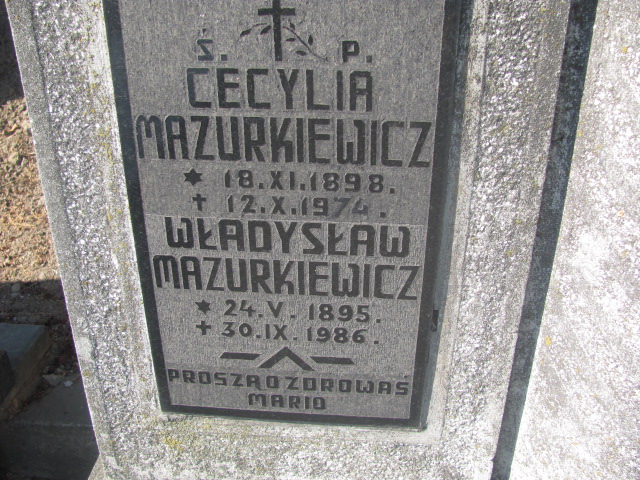 Ś. P.
CECYLIA
MAZURKIEWICZ
* 18.XI.1898.
† 12.X.1974.
WŁADYSŁAW
MAZURKIEWICZ
* 24.V.1895.
† 30.IX.1986.
PROSZĄ O ZDROWAŚ
MARIO